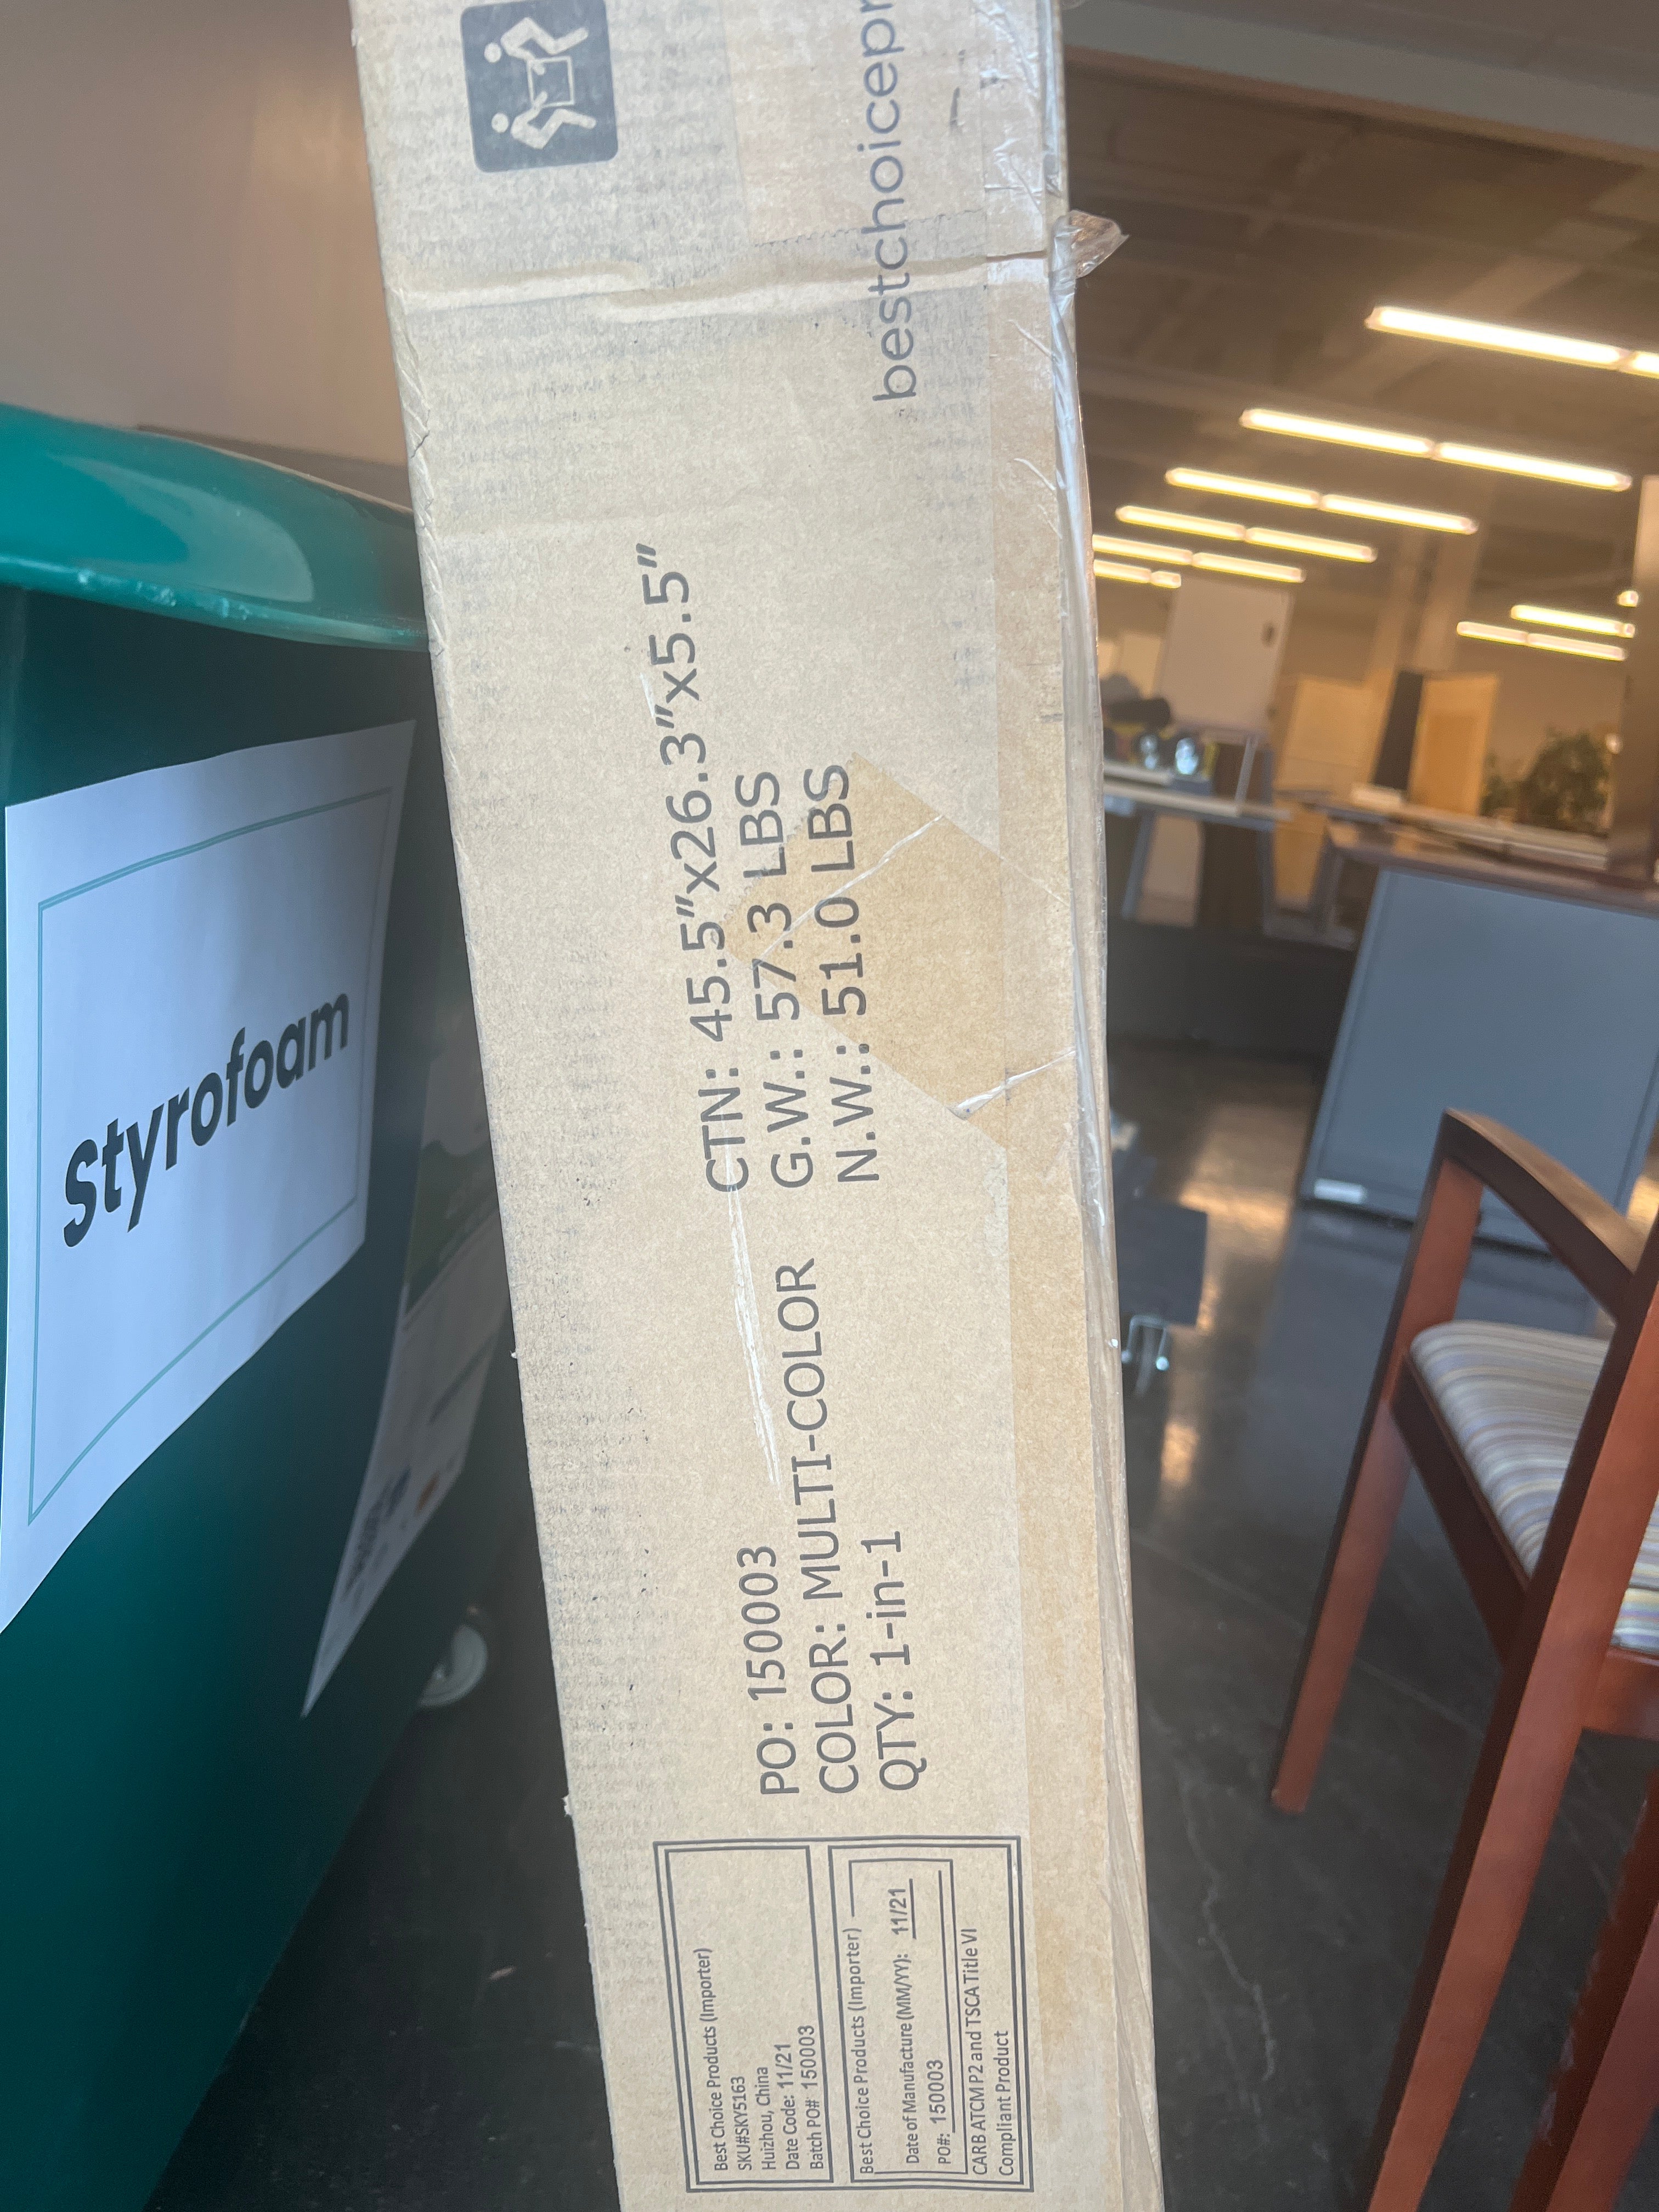 Styrofoam
bestchoicepr
CTN: 45.5"x26.3"x5.5"
G.W.: 57.3 LBS
N.W.: 51.0 LBS
PO: 150003
COLOR: MULTI-COLOR
QTY: 1-in-1
Best Choice Products (Importer)
SKU#SKY5163
Huizhou, China
Date Code: 11/21
Batch PO# 150003
Best Choice Products (Importer)
Date of Manufacture (MM/YY): 11/21
PO#: 150003
CARB ATCM P2 and TSCA Title VI
Compliant Product